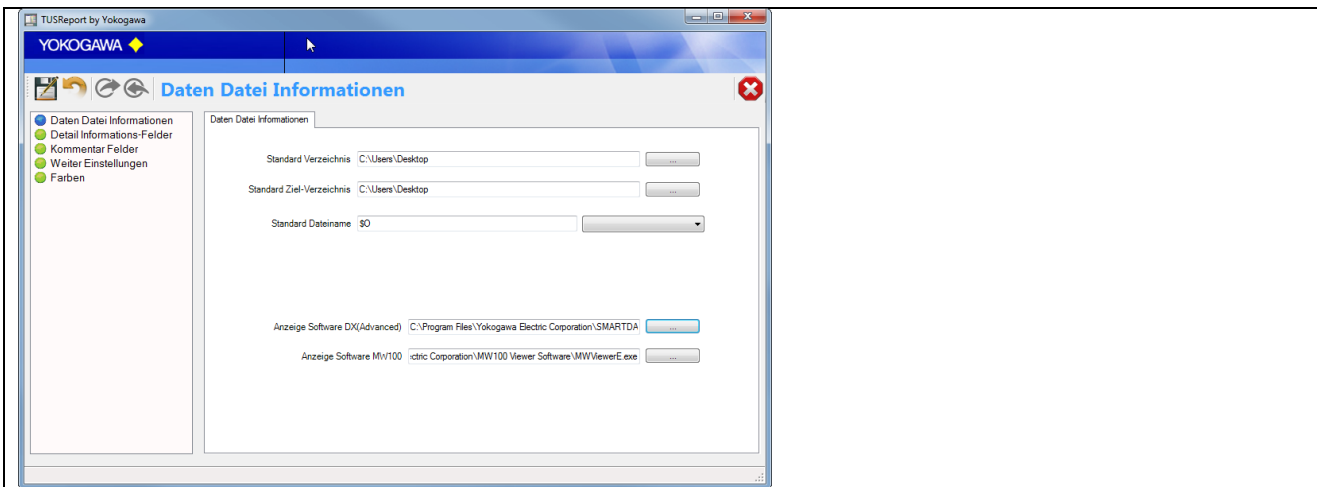 TUSReport by Yokogawa
YOKOGAWA
Daten Datei Informationen
Daten Datei Informationen
Detail Informations-Felder
Kommentar Felder
Weiter Einstellungen
Farben
Daten Datei Informationen
Standard Verzeichnis C:\Users\Desktop ...
Standard Ziel-Verzeichnis C:\Users\Desktop ...
Standard Dateiname $O
Anzeige Software DX(Advanced) C:\Program Files\Yokogawa Electric Corporation\SMARTDA ...
Anzeige Software MW100 ctric Corporation\MW100 Viewer Software\MWViewerE.exe ...